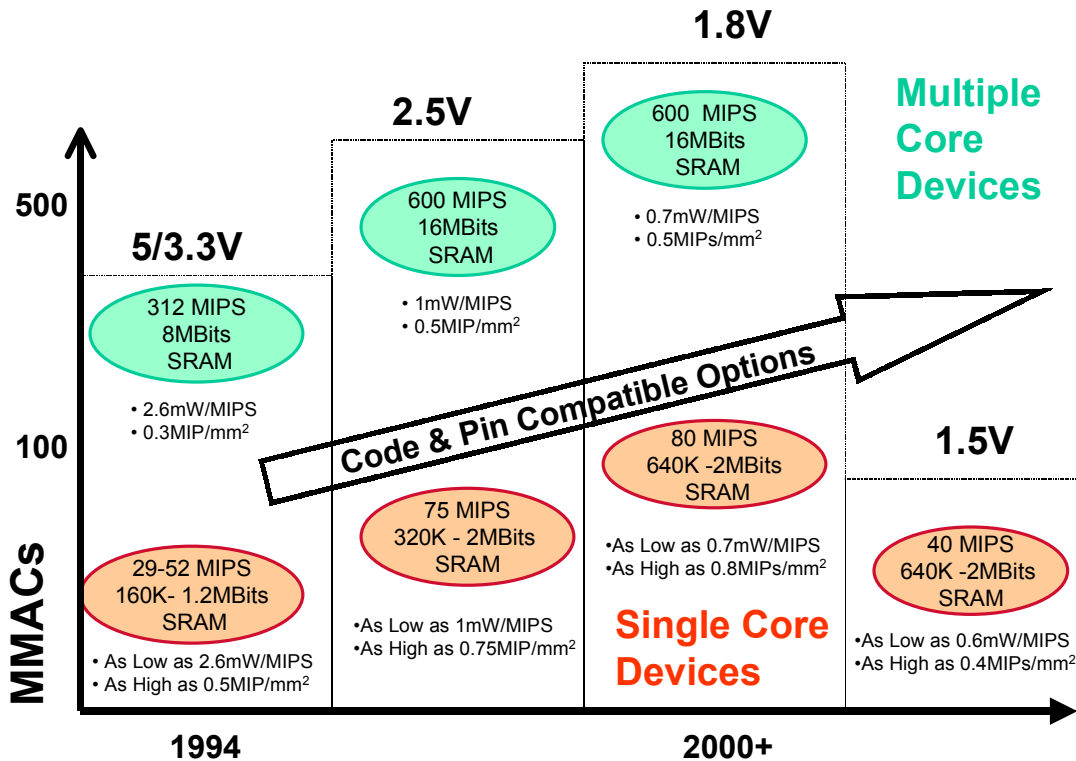 1.8V
2.5V
5/3.3V
Multiple
Core
Devices
500
100
MMACs
312 MIPS
8MBits
SRAM
• 2.6mW/MIPS
• 0.3MIP/mm²
600 MIPS
16MBits
SRAM
• 1mW/MIPS
• 0.5MIP/mm²
600 MIPS
16MBits
SRAM
• 0.7mW/MIPS
• 0.5MIPs/mm²
Code & Pin Compatible Options
1.5V
29-52 MIPS
160K- 1.2MBits
SRAM
• As Low as 2.6mW/MIPS
• As High as 0.5MIP/mm²
75 MIPS
320K - 2MBits
SRAM
•As Low as 1mW/MIPS
•As High as 0.75MIP/mm²
80 MIPS
640K -2MBits
SRAM
•As Low as 0.7mW/MIPS
•As High as 0.8MIPs/mm²
Single Core
Devices
40 MIPS
640K -2MBits
SRAM
•As Low as 0.6mW/MIPS
•As High as 0.4MIPs/mm²
1994
2000+